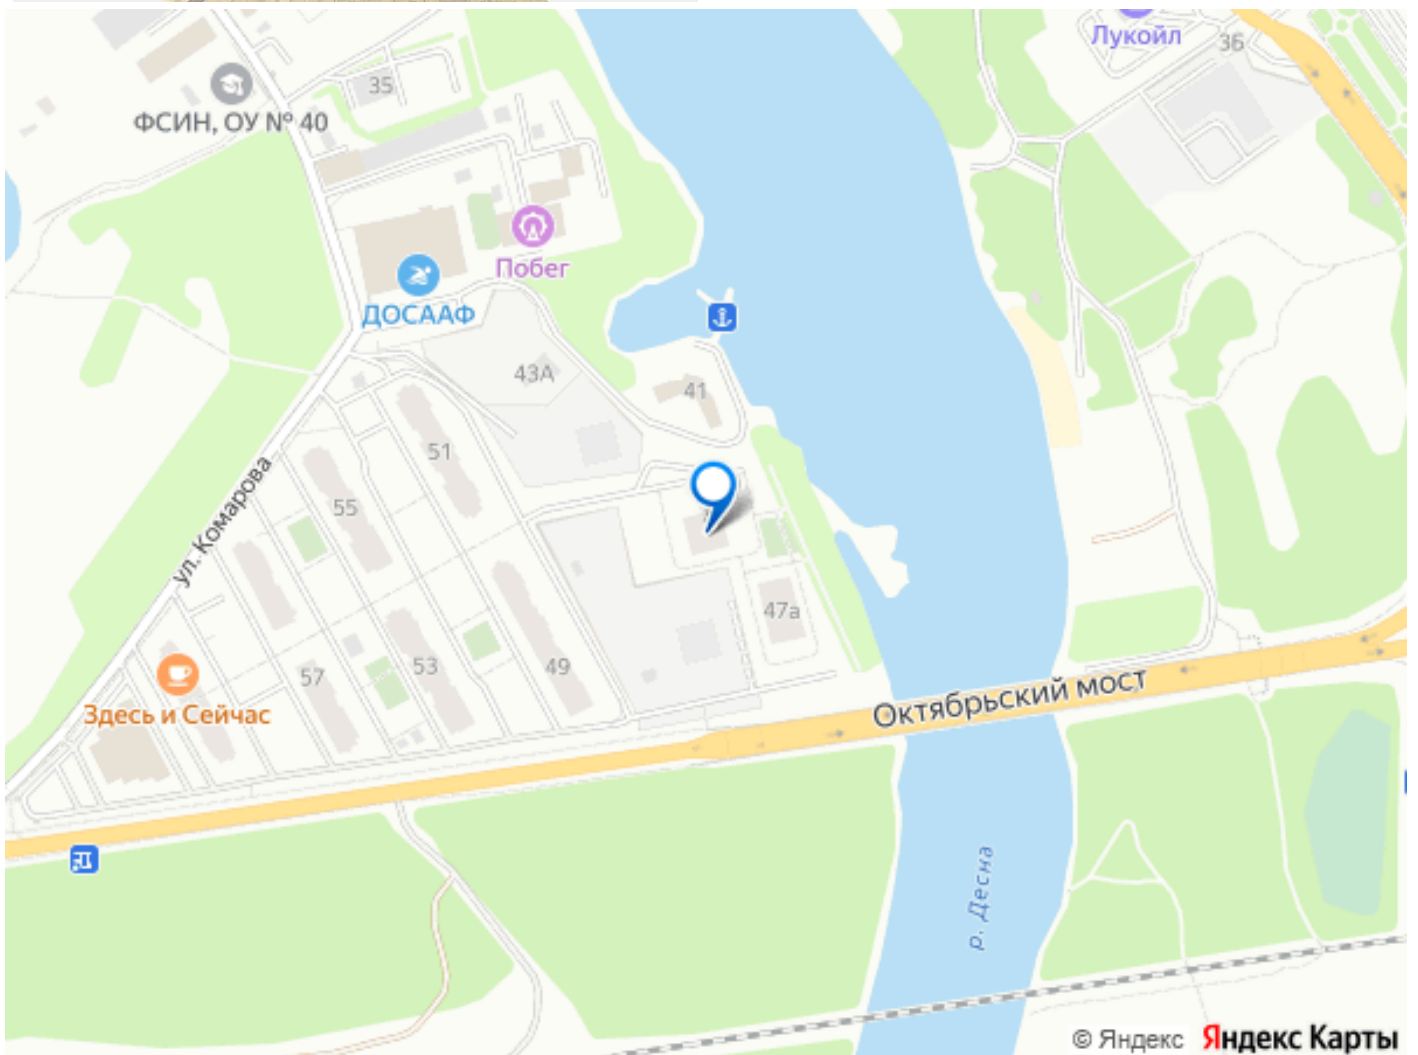 Лукойл
3Б
35
ФСИН, ОУ № 40
Побег
ДОСААФ
43А
41
51
ул. Комарова
55
47а
49
53
57
Здесь и Сейчас
Октябрьский мост
р. Десна
© Яндекс Яндекс Карты